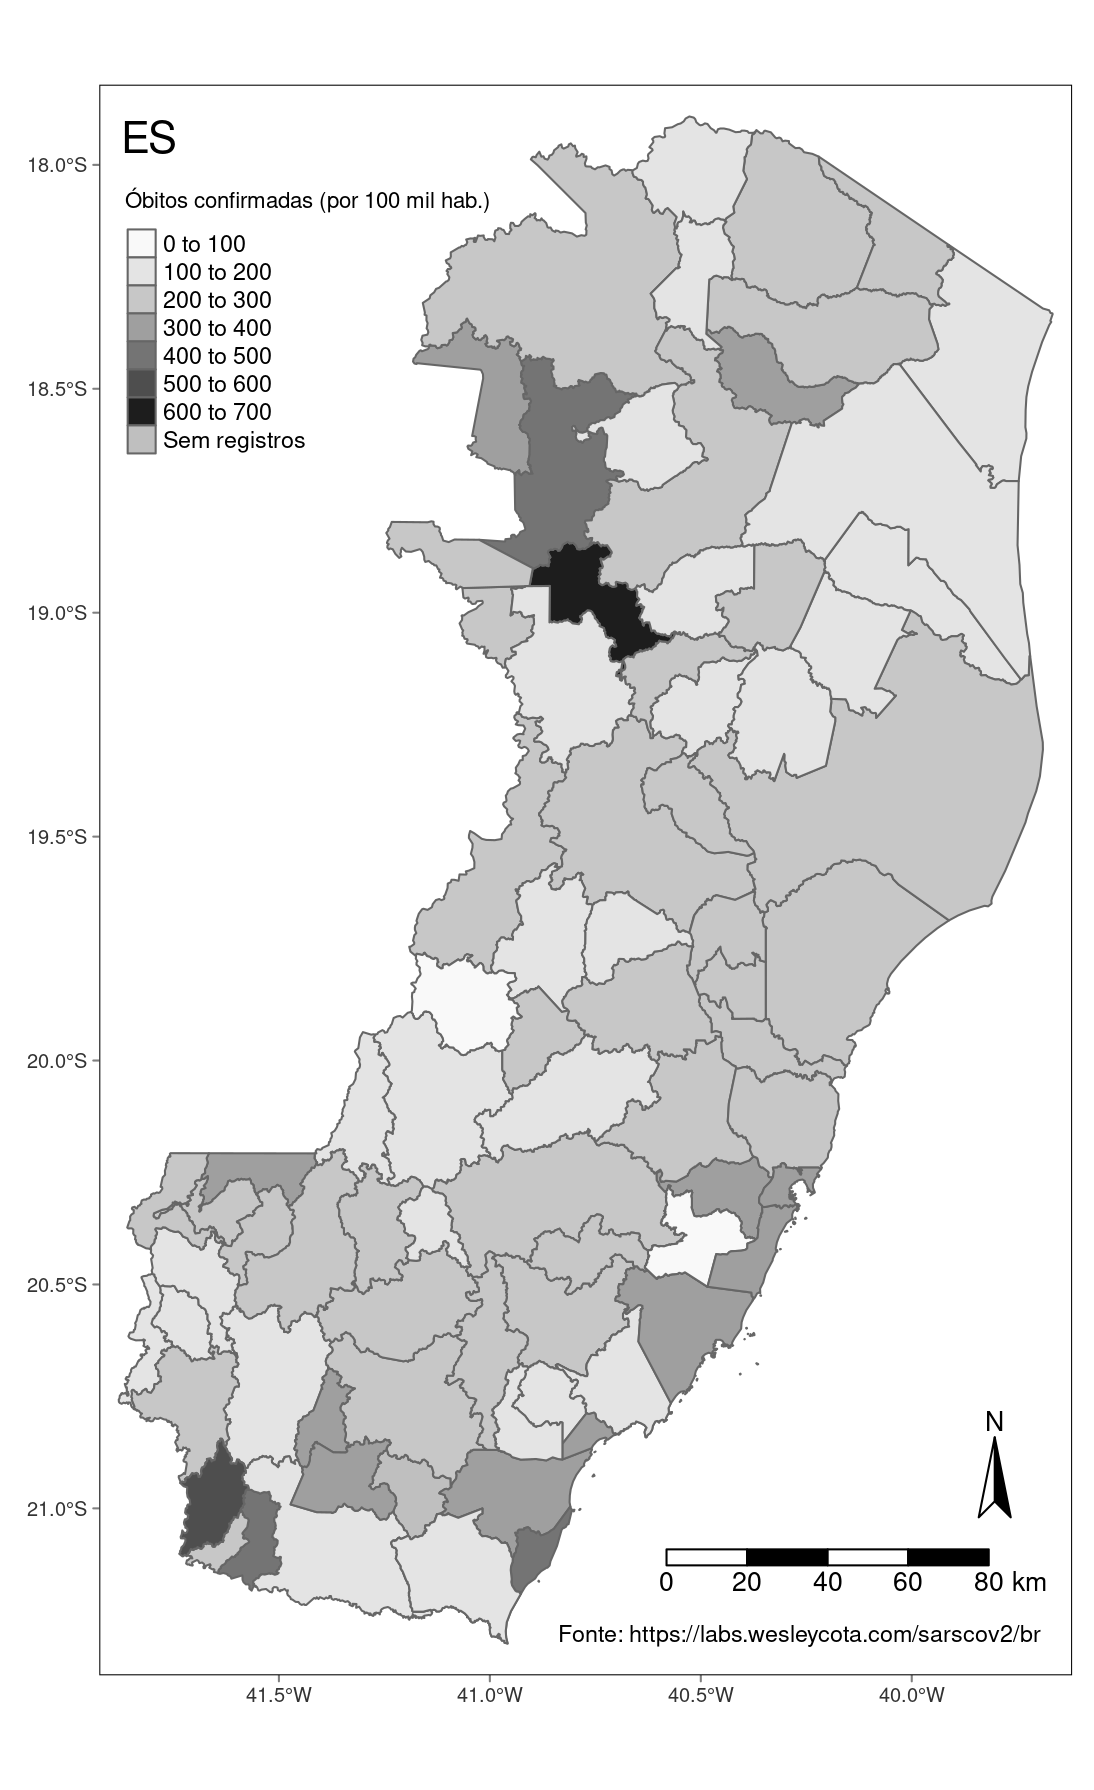 ES
Óbitos confirmadas (por 100 mil hab.)
0 to 100
100 to 200
200 to 300
300 to 400
400 to 500
500 to 600
600 to 700
Sem registros
18.0°S
18.5°S
19.0°S
19.5°S
20.0°S
20.5°S
21.0°S
N
0 20 40 60 80 km
Fonte: https://labs.wesleycota.com/sarscov2/br
41.5°W 41.0°W 40.5°W 40.0°W